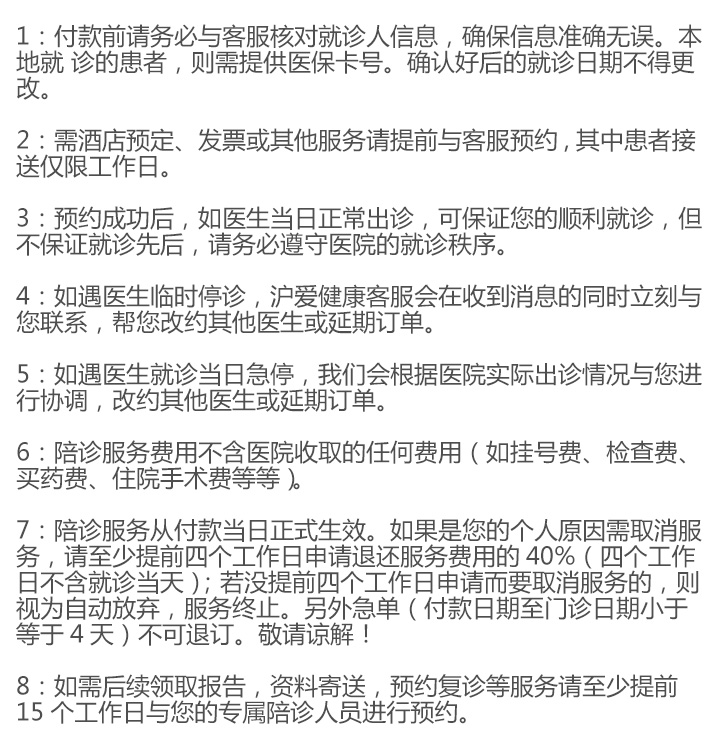 1：付款前请务必与客服核对就诊人信息，确保信息准确无误。本
地就 诊的患者，则需提供医保卡号。确认好后的就诊日期不得更
改。
2：需酒店预定、发票或其他服务请提前与客服预约，其中患者接
送仅限工作日。
3：预约成功后，如医生当日正常出诊，可保证您的顺利就诊，但
不保证就诊先后，请务必遵守医院的就诊秩序。
4：如遇医生临时停诊，沪爱健康客服会在收到消息的同时立刻与
您联系，帮您改约其他医生或延期订单。
5：如遇医生就诊当日急停，我们会根据医院实际出诊情况与您进
行协调，改约其他医生或延期订单。
6：陪诊服务费用不含医院收取的任何费用（如挂号费、检查费、
买药费、住院手术费等等）。
7：陪诊服务从付款当日正式生效。如果是您的个人原因需取消服
务，请至少提前四个工作日申请退还服务费用的 40%（四个工作
日不含就诊当天）；若没提前四个工作日申请而要取消服务的，则
视为自动放弃，服务终止。另外急单（付款日期至门诊日期小于
等于 4 天）不可退订。敬请谅解！
8：如需后续领取报告，资料寄送，预约复诊等服务请至少提前
15 个工作日与您的专属陪诊人员进行预约。